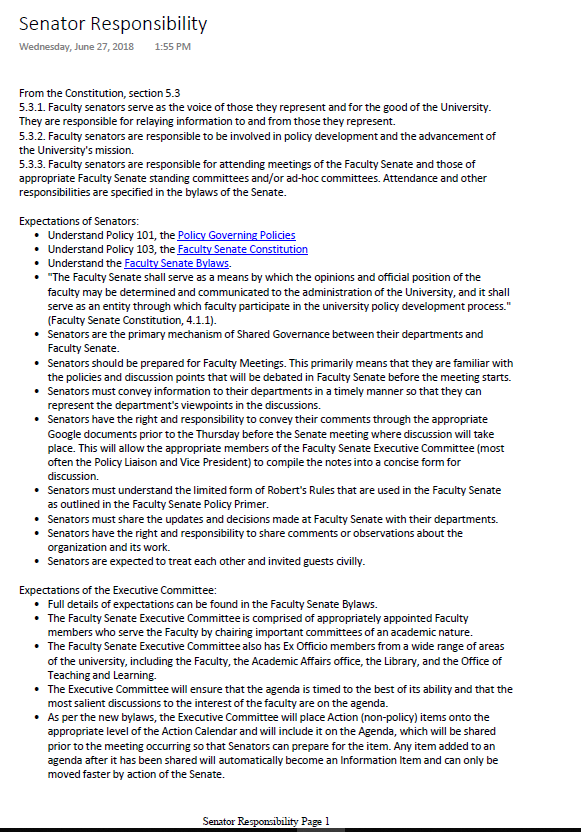 Senator Responsibility
Wednesday, June 27, 2018 1:55 PM
From the Constitution, section 5.3
5.3.1. Faculty senators serve as the voice of those they represent and for the good of the University.
They are responsible for relaying information to and from those they represent.
5.3.2. Faculty senators are responsible to be involved in policy development and the advancement of
the University's mission.
5.3.3. Faculty senators are responsible for attending meetings of the Faculty Senate and those of
appropriate Faculty Senate standing committees and/or ad-hoc committees. Attendance and other
responsibilities are specified in the bylaws of the Senate.
Expectations of Senators:
• Understand Policy 101, the Policy Governing Policies
• Understand Policy 103, the Faculty Senate Constitution
• Understand the Faculty Senate Bylaws.
• "The Faculty Senate shall serve as a means by which the opinions and official position of the
faculty may be determined and communicated to the administration of the University, and it shall
serve as an entity through which faculty participate in the university policy development process."
(Faculty Senate Constitution, 4.1.1).
• Senators are the primary mechanism of Shared Governance between their departments and
Faculty Senate.
• Senators should be prepared for Faculty Meetings. This primarily means that they are familiar with
the policies and discussion points that will be debated in Faculty Senate before the meeting starts.
• Senators must convey information to their departments in a timely manner so that they can
represent the department's viewpoints in the discussions.
• Senators have the right and responsibility to convey their comments through the appropriate
Google documents prior to the Thursday before the Senate meeting where discussion will take
place. This will allow the appropriate members of the Faculty Senate Executive Committee (most
often the Policy Liaison and Vice President) to compile the notes into a concise form for
discussion.
• Senators must understand the limited form of Robert's Rules that are used in the Faculty Senate
as outlined in the Faculty Senate Policy Primer.
• Senators must share the updates and decisions made at Faculty Senate with their departments.
• Senators have the right and responsibility to share comments or observations about the
organization and its work.
• Senators are expected to treat each other and invited guests civilly.
Expectations of the Executive Committee:
• Full details of expectations can be found in the Faculty Senate Bylaws.
• The Faculty Senate Executive Committee is comprised of appropriately appointed Faculty
members who serve the Faculty by chairing important committees of an academic nature.
• The Faculty Senate Executive Committee also has Ex Officio members from a wide range of areas
of the university, including the Faculty, the Academic Affairs office, the Library, and the Office of
Teaching and Learning.
• The Executive Committee will ensure that the agenda is timed to the best of its ability and that the
most salient discussions to the interest of the faculty are on the agenda.
• As per the new bylaws, the Executive Committee will place Action (non-policy) items onto the
appropriate level of the Action Calendar and will include it on the Agenda, which will be shared
prior to the meeting occurring so that Senators can prepare for the item. Any item added to an
agenda after it has been shared will automatically become an Information Item and can only be
moved faster by action of the Senate.
Senator Responsibility Page 1